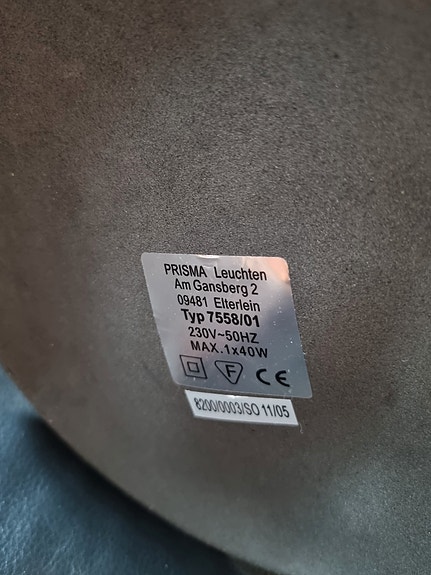 PRISMA Leuchten
Am Gansberg 2
09481 Elterlein
Typ 7558/01
230V~50HZ
MAX.1x40W
F CE
8200/0003/SO 11/05